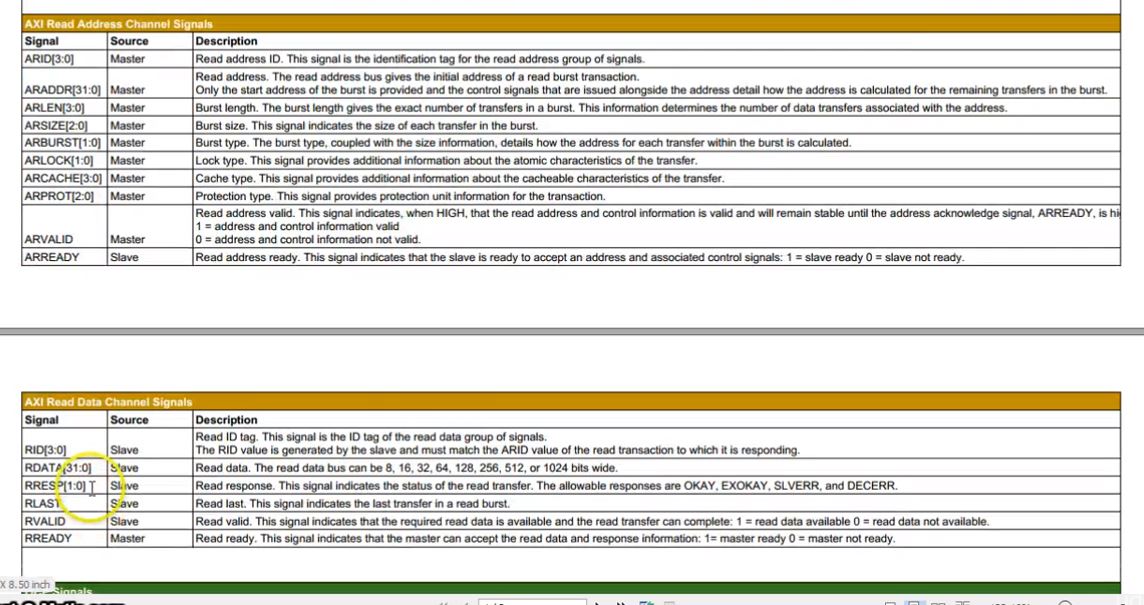 AXI Read Address Channel Signals
Signal Source Description
ARID[3:0] Master Read address ID. This signal is the identification tag for the read address group of signals.
Read address. The read address bus gives the initial address of a read burst transaction.
ARADDR[31:0] Master Only the start address of the burst is provided and the control signals that are issued alongside the address detail how the address is calculated for the remaining transfers in the burst.
ARLEN[3:0] Master Burst length. The burst length gives the exact number of transfers in a burst. This information determines the number of data transfers associated with the address.
ARSIZE[2:0] Master Burst size. This signal indicates the size of each transfer in the burst.
ARBURST[1:0] Master Burst type. The burst type, coupled with the size information, details how the address for each transfer within the burst is calculated.
ARLOCK[1:0] Master Lock type. This signal provides additional information about the atomic characteristics of the transfer.
ARCACHE[3:0] Master Cache type. This signal provides additional information about the cacheable characteristics of the transfer.
ARPROT[2:0] Master Protection type. This signal provides protection unit information for the transaction.
Read address valid. This signal indicates, when HIGH, that the read address and control information is valid and will remain stable until the address acknowledge signal, ARREADY, is hi
1 = address and control information valid
ARVALID Master 0 = address and control information not valid.
ARREADY Slave Read address ready. This signal indicates that the slave is ready to accept an address and associated control signals: 1 = slave ready 0 = slave not ready.
AXI Read Data Channel Signals
Signal Source Description
Read ID tag. This signal is the ID tag of the read data group of signals.
RID[3:0] Slave The RID value is generated by the slave and must match the ARID value of the read transaction to which it is responding.
RDATA[31:0] Slave Read data. The read data bus can be 8, 16, 32, 64, 128, 256, 512, or 1024 bits wide.
RRESP[1:0] Slave Read response. This signal indicates the status of the read transfer. The allowable responses are OKAY, EXOKAY, SLVERR, and DECERR.
RLAST Slave Read last. This signal indicates the last transfer in a read burst.
RVALID Slave Read valid. This signal indicates that the required read data is available and the read transfer can complete: 1 = read data available 0 = read data not available.
RREADY Master Read ready. This signal indicates that the master can accept the read data and response information: 1= master ready 0 = master not ready.
X 8.50 inch
Signals